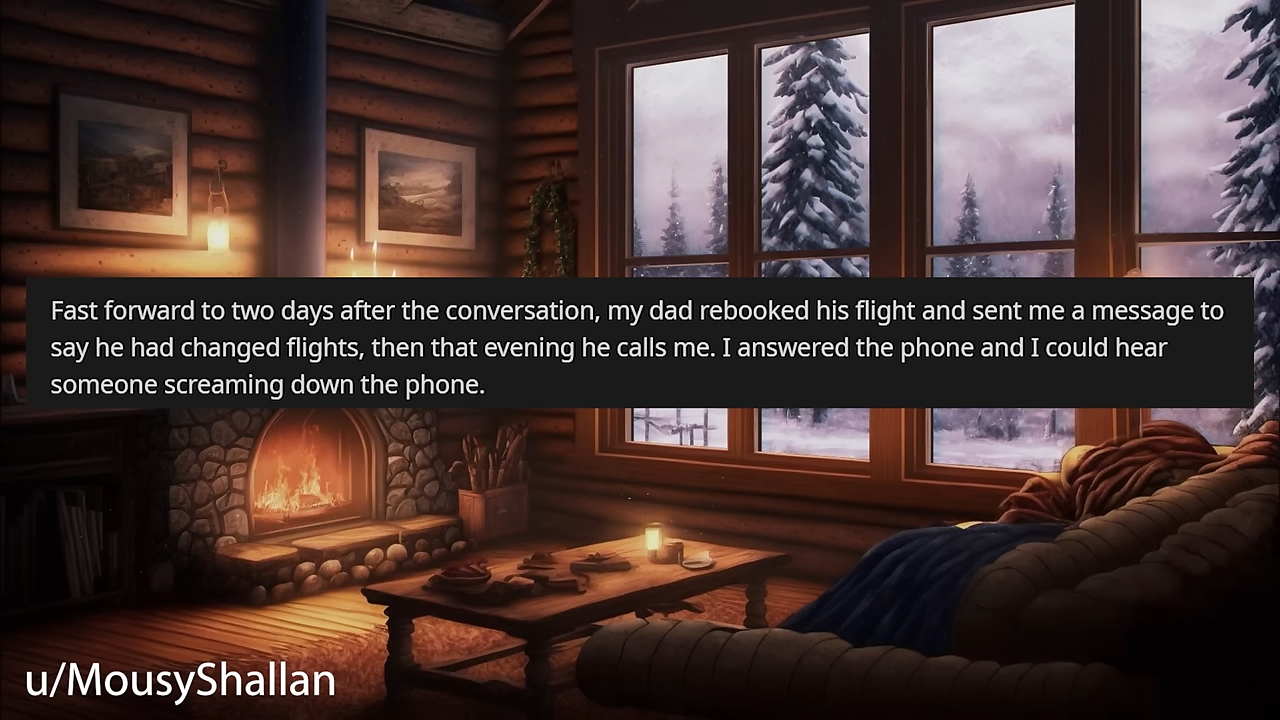 Fast forward to two days after the conversation, my dad rebooked his flight and sent me a message to
say he had changed flights, then that evening he calls me. I answered the phone and I could hear
someone screaming down the phone.
u/MousyShallan